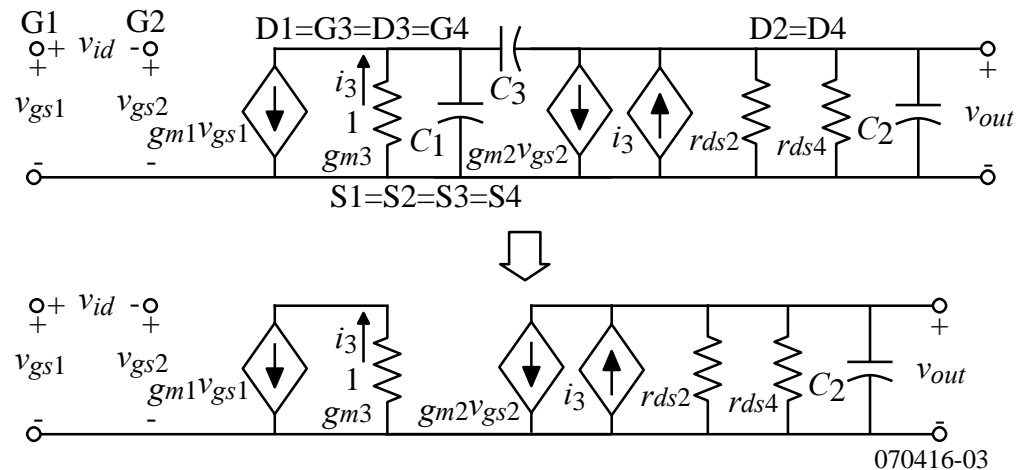 G1 G2 D1=G3=D3=G4 D2=D4
+ vid - +
+ + i3 C3
vgs1 vgs2 1 C1 i3 C2 vout
gm1vgs1 gm3 gm2vgs2 rds2 rds4
- - -
S1=S2=S3=S4
+ vid - +
+ + i3
vgs1 vgs2 1 i3 C2 vout
gm1vgs1 gm3 gm2vgs2 rds2 rds4
- - -
070416-03